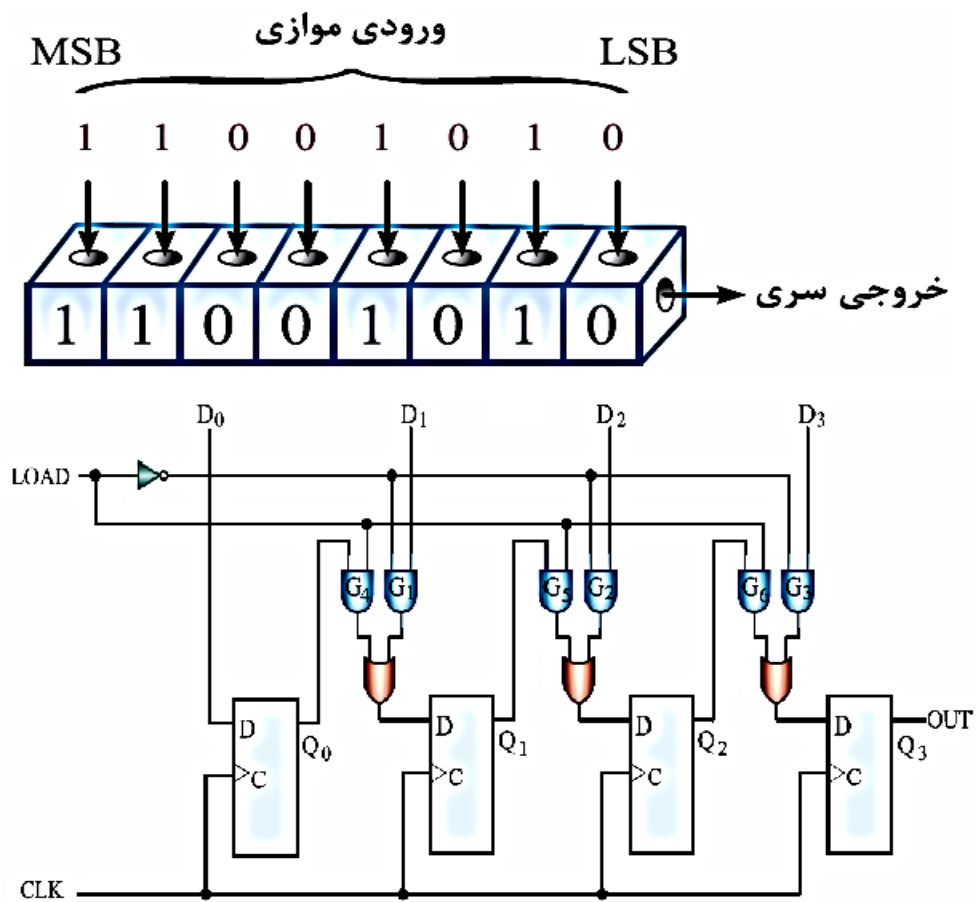 ورودی موازی
MSB LSB
1 1 0 0 1 0 1 0
1 1 0 0 1 0 1 0
خروجی سری
D₀ D₁ D₂ D₃
LOAD
G₄ G₁ G₅ G₂ G₆ G₃
D D D D OUT
Q₀ Q₁ Q₂ Q₃
C C C C
CLK